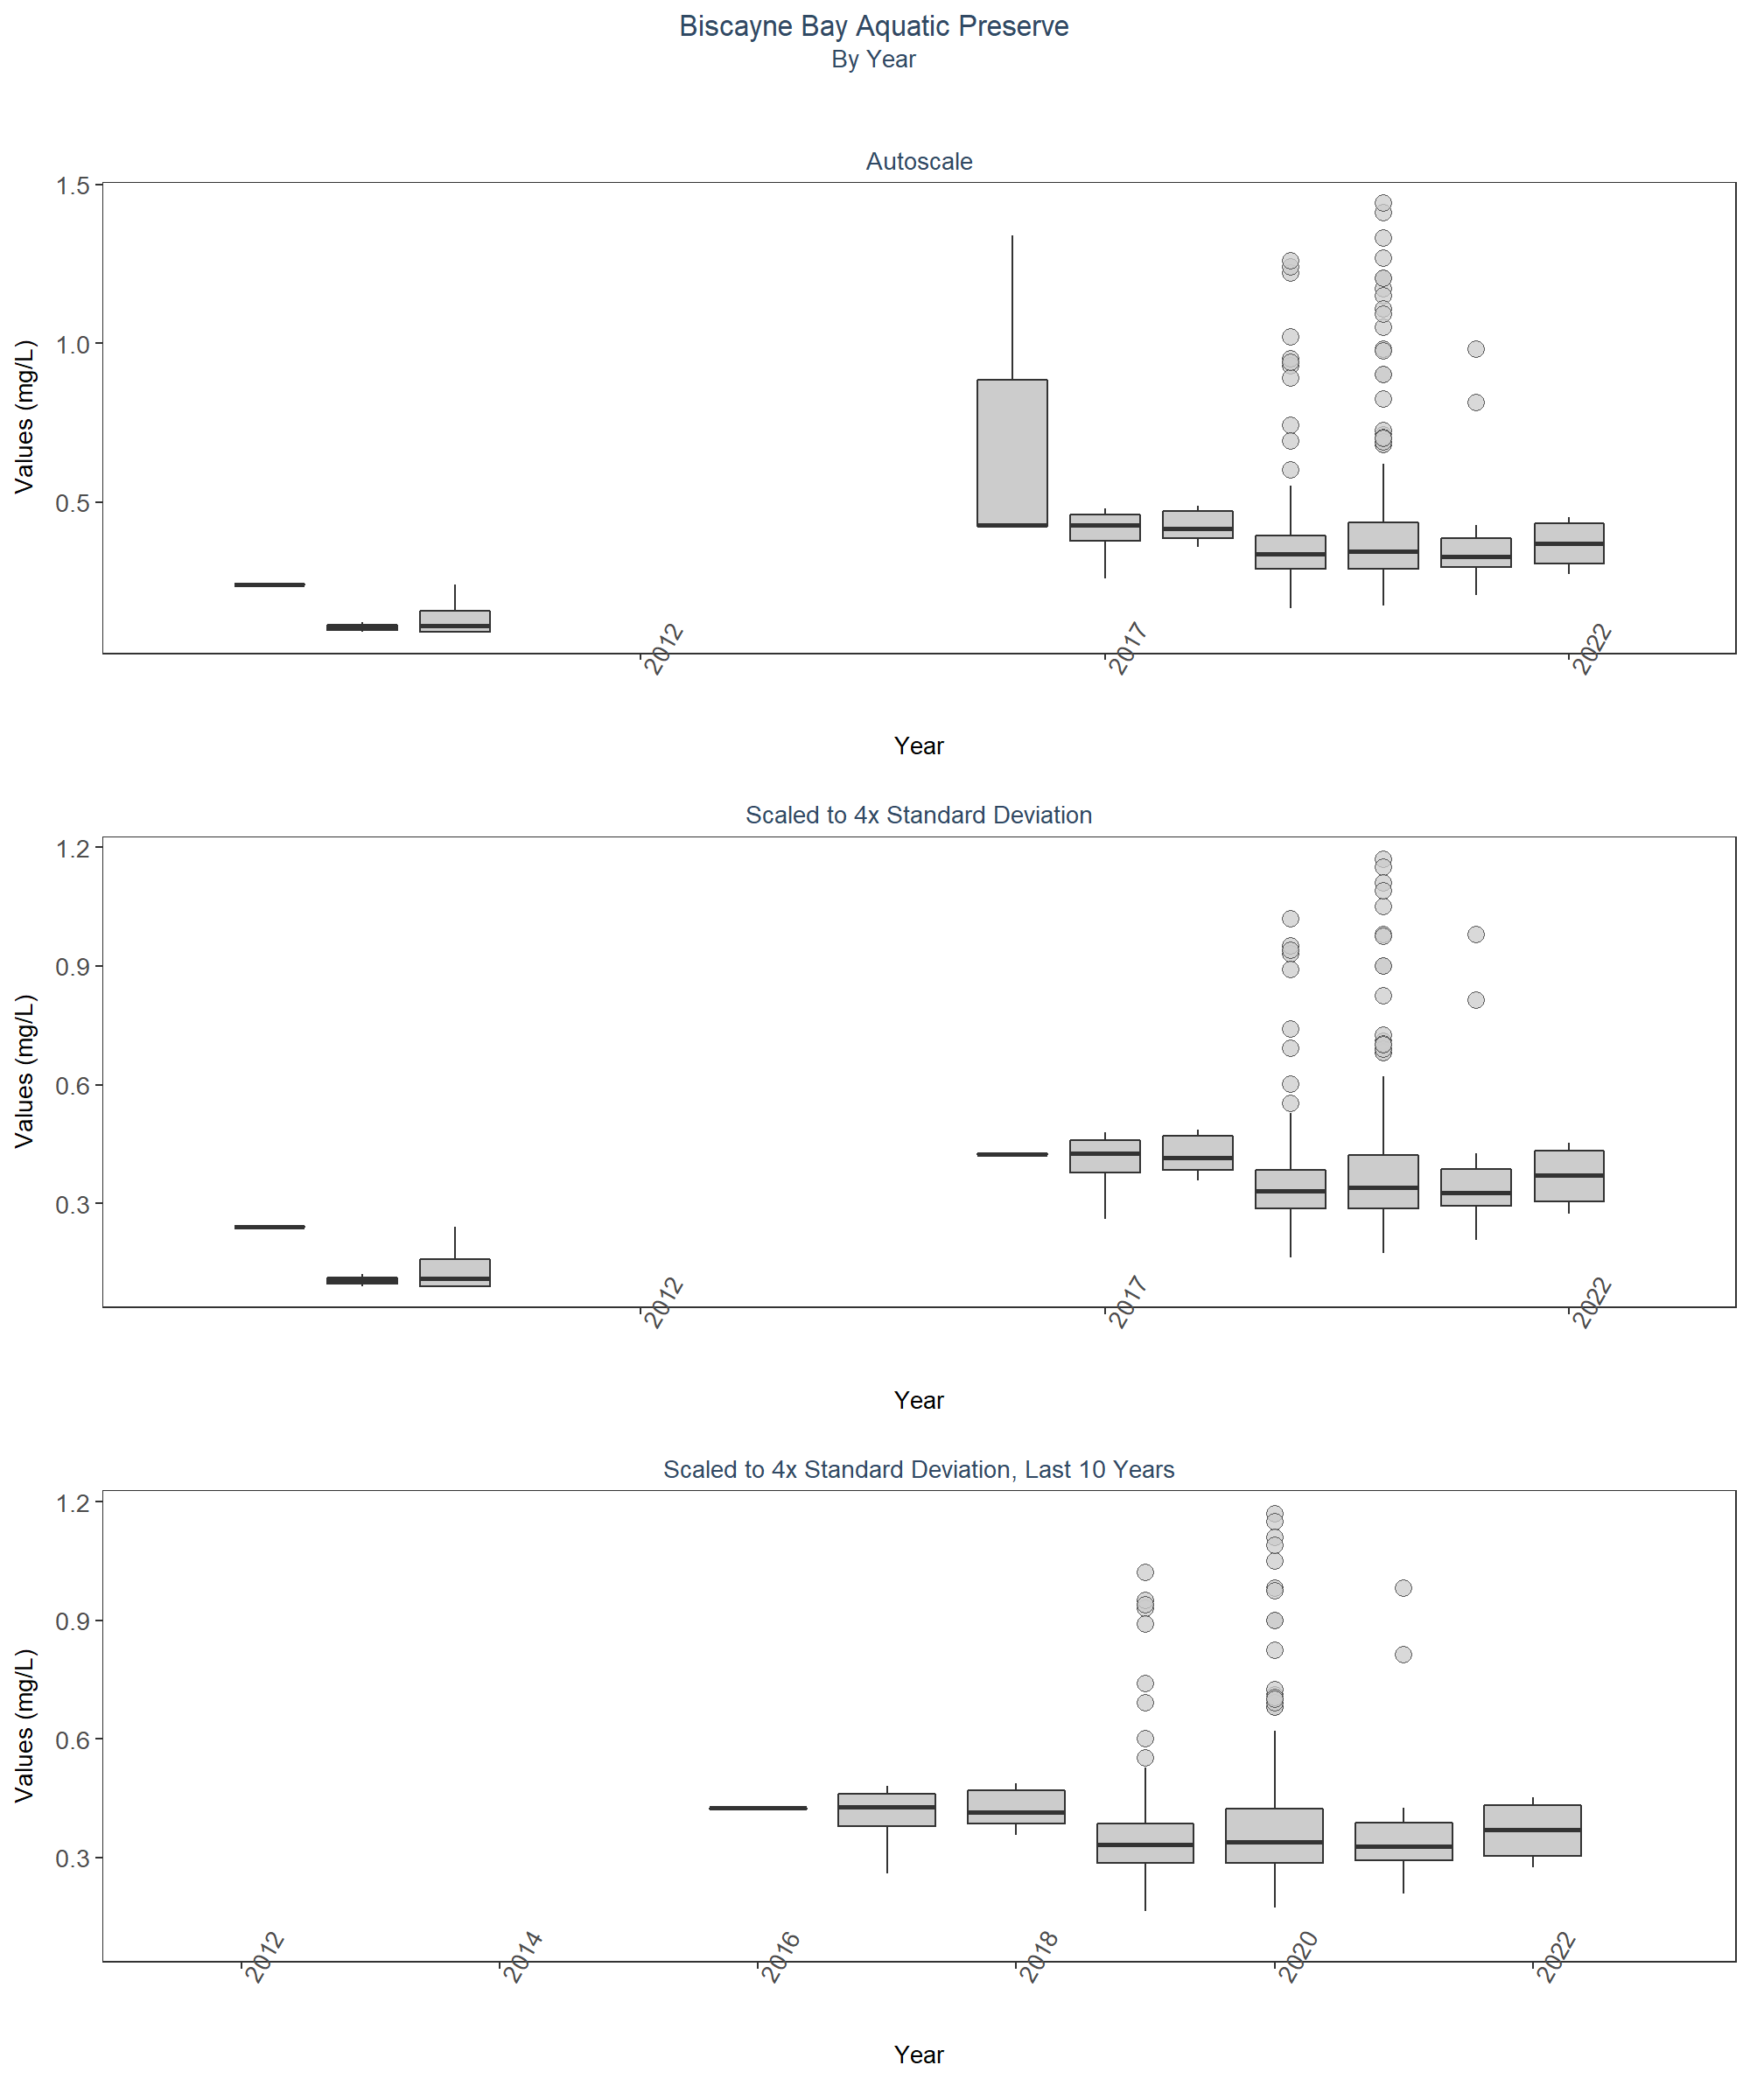 Biscayne Bay Aquatic Preserve
By Year
Autoscale
Values (mg/L)
1.5
1.0
0.5
2012
2017
2022
Year
Scaled to 4x Standard Deviation
Values (mg/L)
1.2
0.9
0.6
0.3
2012
2017
2022
Year
Scaled to 4x Standard Deviation, Last 10 Years
Values (mg/L)
1.2
0.9
0.6
0.3
2012
2014
2016
2018
2020
2022
Year